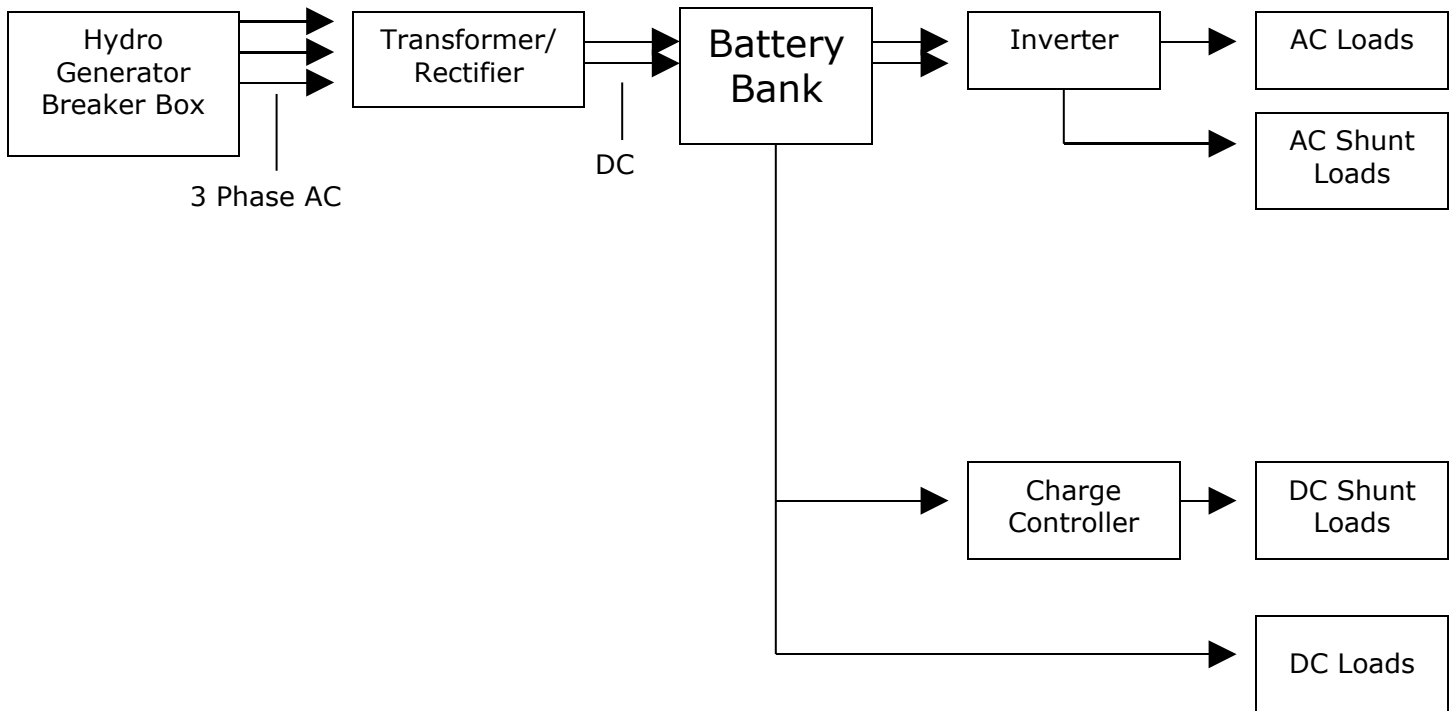 Hydro
Generator
Breaker Box
3 Phase AC
Transformer/
Rectifier
DC
Battery
Bank
Inverter
AC Loads
AC Shunt
Loads
Charge
Controller
DC Shunt
Loads
DC Loads